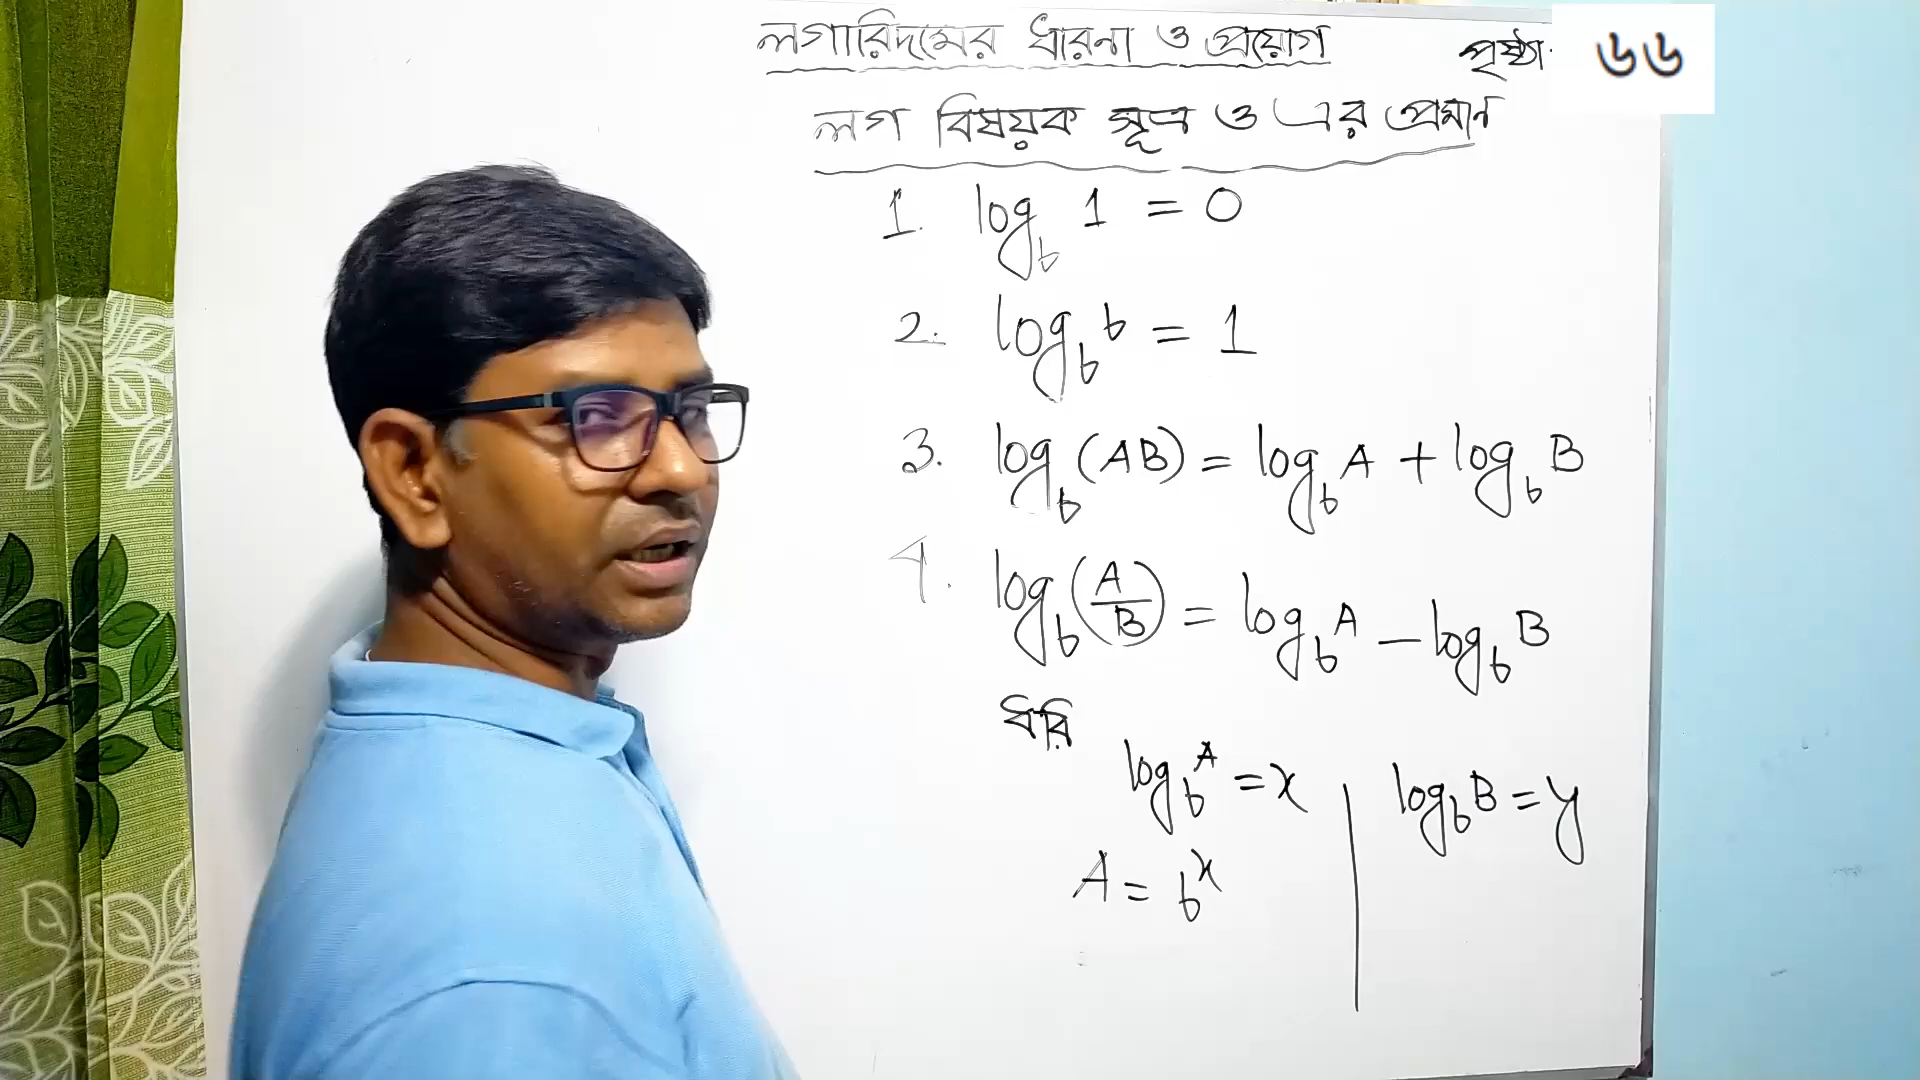 লগারিদমের ধারনা ও প্রয়োগ পৃষ্ঠা. ৬৬
লগ বিষয়ক সূত্র ও এর প্রমান
1. log_b 1 = 0
2. log_b b = 1
3. log_b (AB) = log_b A + log_b B
4. log_b (A/B) = log_b A - log_b B
ধরি
log_b A = x | log_b B = y
A = b^x